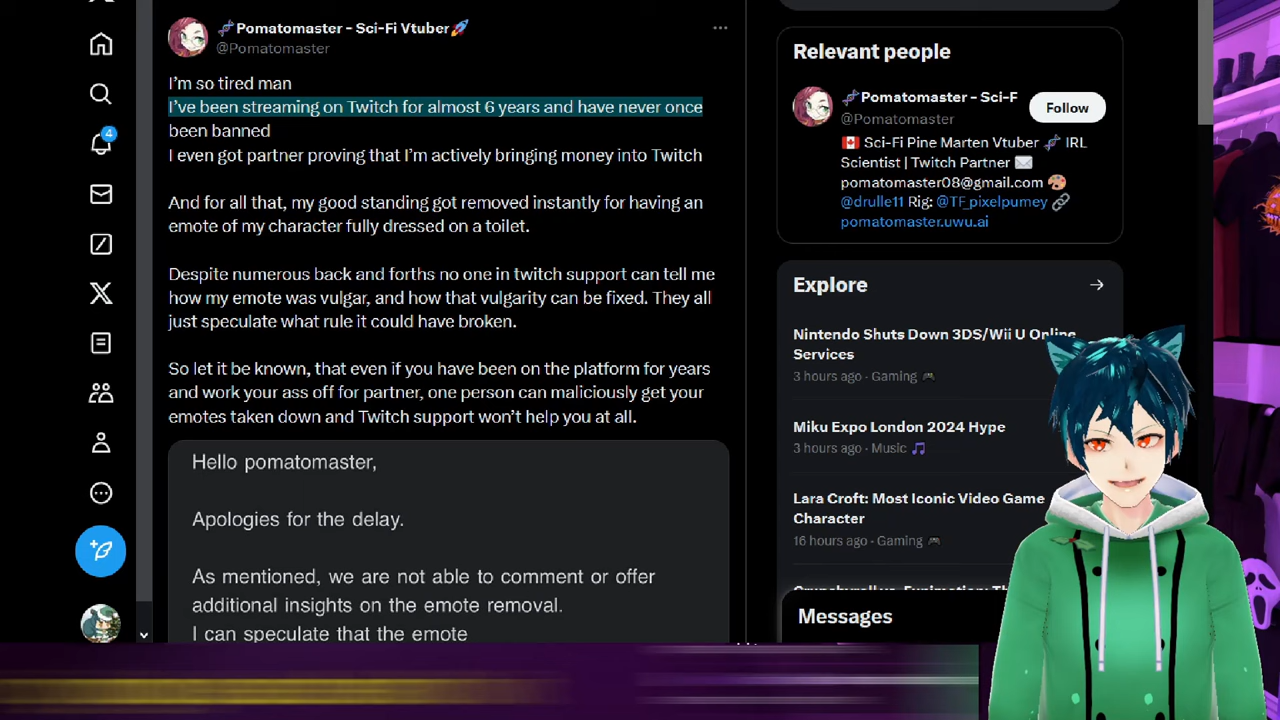 🧬Pomatomaster - Sci-Fi Vtuber🚀
@Pomatomaster
I'm so tired man
I've been streaming on Twitch for almost 6 years and have never once
been banned
I even got partner proving that I'm actively bringing money into Twitch
And for all that, my good standing got removed instantly for having an
emote of my character fully dressed on a toilet.
Despite numerous back and forths no one in twitch support can tell me
how my emote was vulgar, and how that vulgarity can be fixed. They all
just speculate what rule it could have broken.
So let it be known, that even if you have been on the platform for years
and work your ass off for partner, one person can maliciously get your
emotes taken down and Twitch support won't help you at all.
Hello pomatomaster,
Apologies for the delay.
As mentioned, we are not able to comment or offer
additional insights on the emote removal.
I can speculate that the emote
4
Relevant people
🧬Pomatomaster - Sci-F
@Pomatomaster
Follow
🇨🇦 Sci-Fi Pine Marten Vtuber 🧬 IRL
Scientist | Twitch Partner ✉️
pomatomaster08@gmail.com 🎨
@drulle11 Rig: @TF_pixelpumey 🔗
pomatomaster.uwu.ai
Explore
Nintendo Shuts Down 3DS/Wii U Online
Services
3 hours ago · Gaming 🎮
Miku Expo London 2024 Hype
3 hours ago · Music 🎵
Lara Croft: Most Iconic Video Game
Character
16 hours ago · Gaming 🎮
Messages